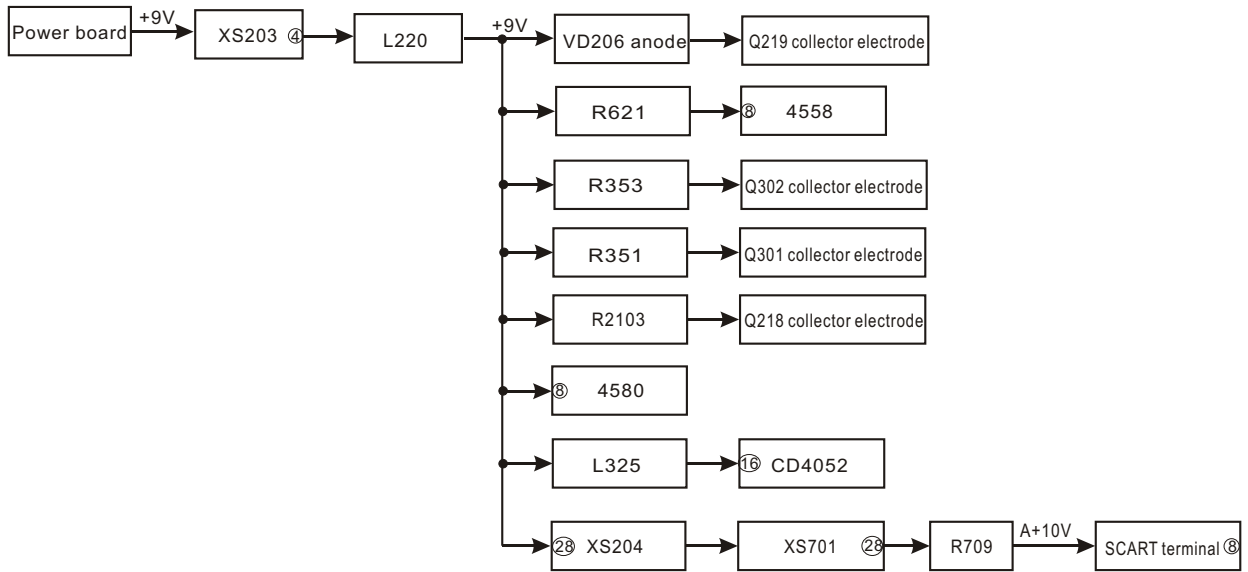 +9V
+9V
Power board
XS203 ④
L220
VD206 anode
Q219 collector electrode
R621
⑧ 4558
R353
Q302 collector electrode
R351
Q301 collector electrode
R2103
Q218 collector electrode
⑧ 4580
L325
⑯ CD4052
㉘ XS204
XS701 ㉘
R709
A+10V
SCART terminal ⑧